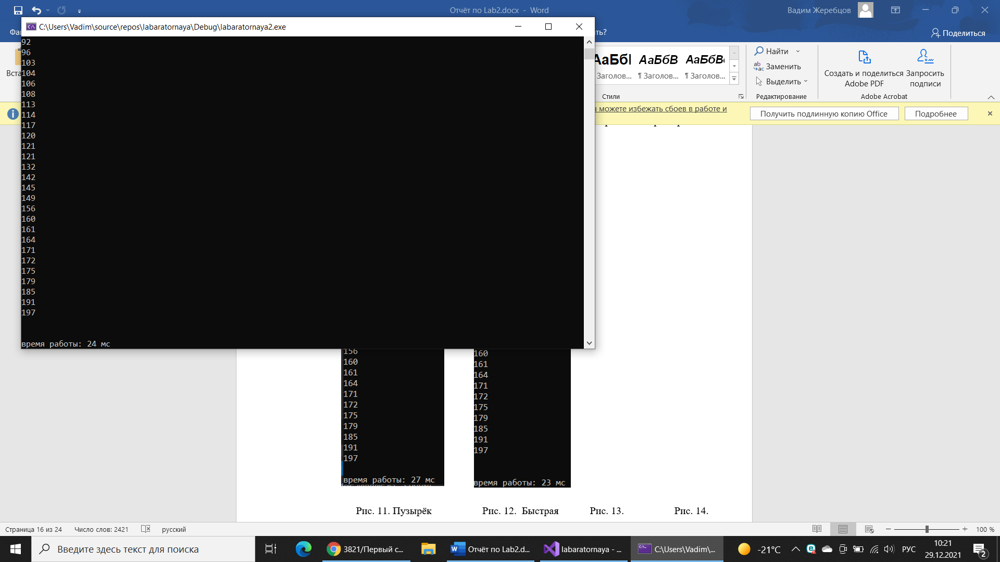 Отчёт по Lab2.docx - Word
Вадим Жеребцов
C:\Users\Vadim\source\repos\labaratornaya\Debug\labaratornaya2.exe
ть?
Поделиться
92
96
103
104
106
108
113
114
117
120
121
121
132
142
145
149
156
160
161
164
171
172
175
179
185
191
197
время работы: 24 мс
АаБбВ
АаБбВ
¶ Заголов...
¶ Заголов...
Заголов...
Стили
Найти
Заменить
Выделить
Редактирование
Создать и поделиться
Adobe PDF
Запросить
подписи
Adobe Acrobat
можете избежать сбоев в работе и
Получить подлинную копию Office
Подробнее
156
160
161
164
171
172
175
179
185
191
197
время работы: 27 мс
160
161
164
171
172
175
179
185
191
197
время работы: 23 мс
Рис. 11. Пузырёк
Рис. 12. Быстрая
Рис. 13.
Рис. 14.
Страница 16 из 24
Число слов: 2421
русский
100 %
Введите здесь текст для поиска
3821/Первый с...
Отчёт по Lab2.d...
labaratornaya - ...
C:\Users\Vadim\...
-21°C
РУС
10:21
29.12.2021
2